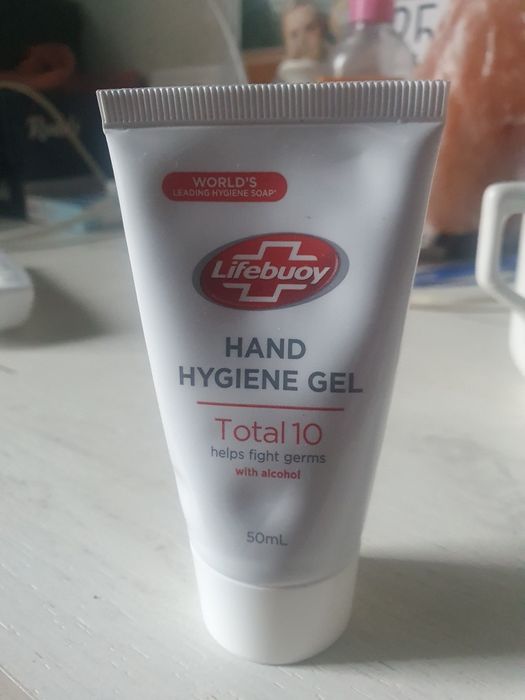 WORLD'S
LEADING HYGIENE SOAP*
Lifebuoy
HAND
HYGIENE GEL
Total 10
helps fight germs
with alcohol
50mL